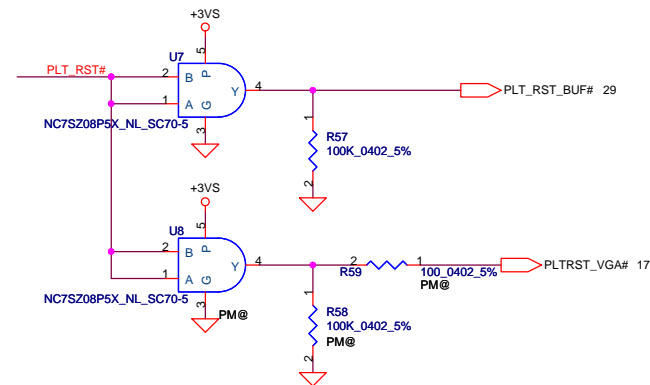 +3VS
U7
5
PLT_RST#
2
B
P
Y
4
1
A
G
3
NC7SZ08P5X_NL_SC70-5
PLT_RST_BUF# 29
1
R57
100K_0402_5%
2
+3VS
U8
5
2
B
P
Y
4
1
A
G
3
NC7SZ08P5X_NL_SC70-5
PM@
2
R59
1
100_0402_5%
PM@
PLTRST_VGA# 17
1
R58
100K_0402_5%
PM@
2